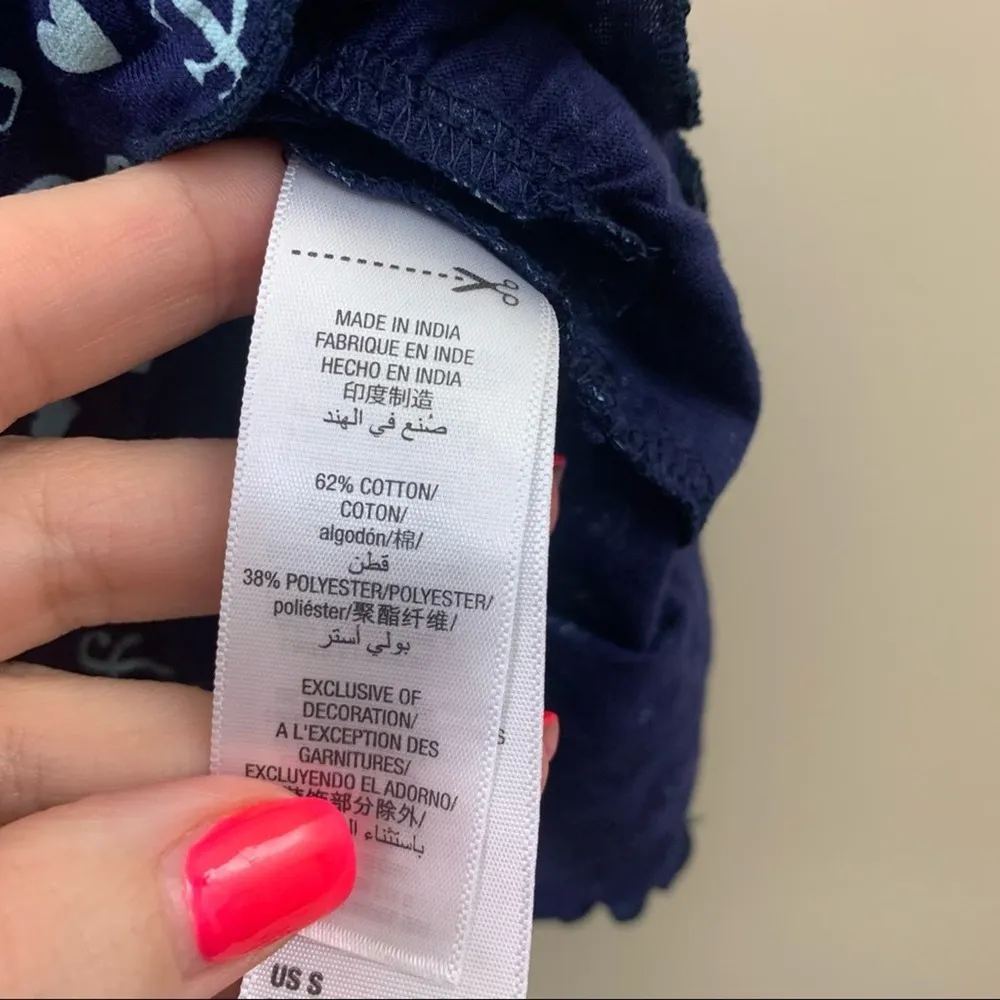 MADE IN INDIA
FABRIQUE EN INDE
HECHO EN INDIA
印度制造
صُنع في الهند
62% COTTON/
COTON/
algodón/棉/
قطن
38% POLYESTER/POLYESTER/
poliéster/聚酯纤维/
بولي أستر
EXCLUSIVE OF
DECORATION/
A L'EXCEPTION DES
GARNITURES/
EXCLUYENDO EL ADORNO/
部分除外/
باستثناء
S
US S